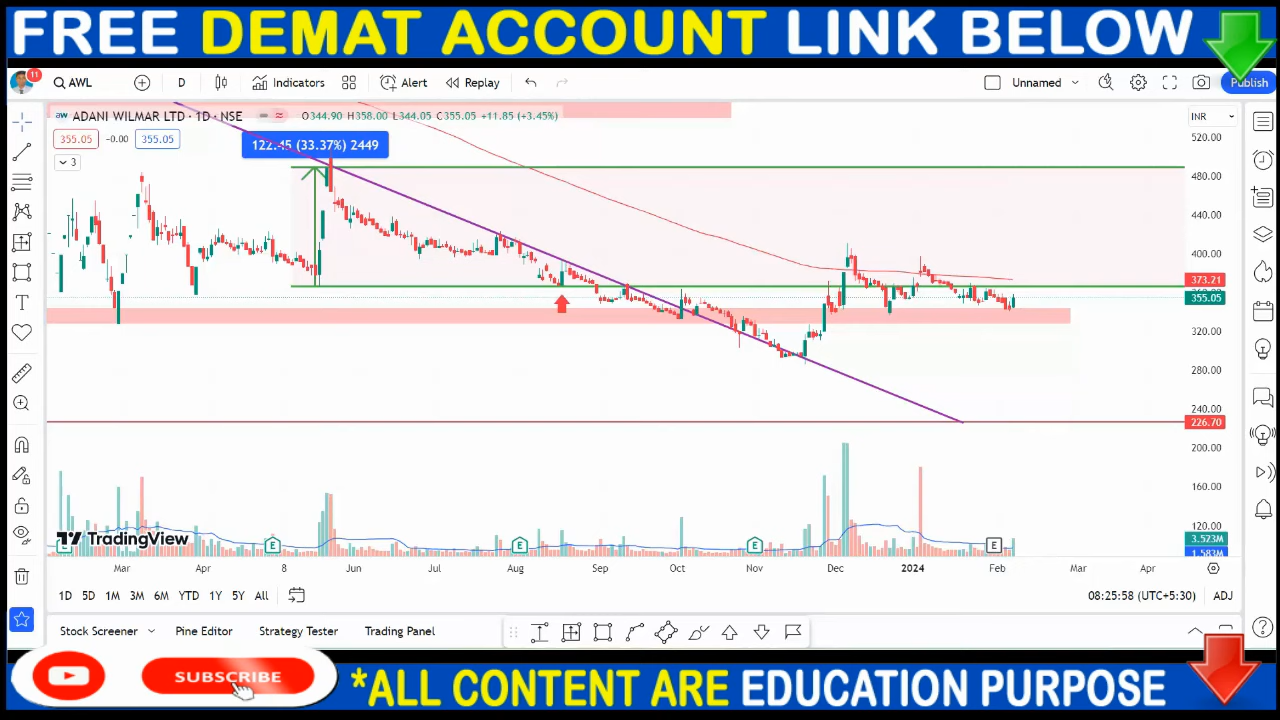 FREE DEMAT ACCOUNT LINK BELOW
11
AWL
D
Indicators
Alert
Replay
Unnamed
Publish
aw ADANI WILMAR LTD · 1D · NSE
O344.90 H358.00 L344.05 C355.05 +11.85 (+3.45%)
INR
355.05 -0.00 355.05
122.45 (33.37%) 2449
3
520.00
480.00
440.00
400.00
373.21
355.05
320.00
280.00
240.00
226.70
200.00
160.00
120.00
3.523M
1.583M
TradingView
E
E
E
E
Mar Apr 8 Jun Jul Aug Sep Oct Nov Dec 2024 Feb Mar Apr
1D 5D 1M 3M 6M YTD 1Y 5Y All
08:25:58 (UTC+5:30) ADJ
Stock Screener
Pine Editor
Strategy Tester
Trading Panel
SUBSCRIBE
*ALL CONTENT ARE EDUCATION PURPOSE